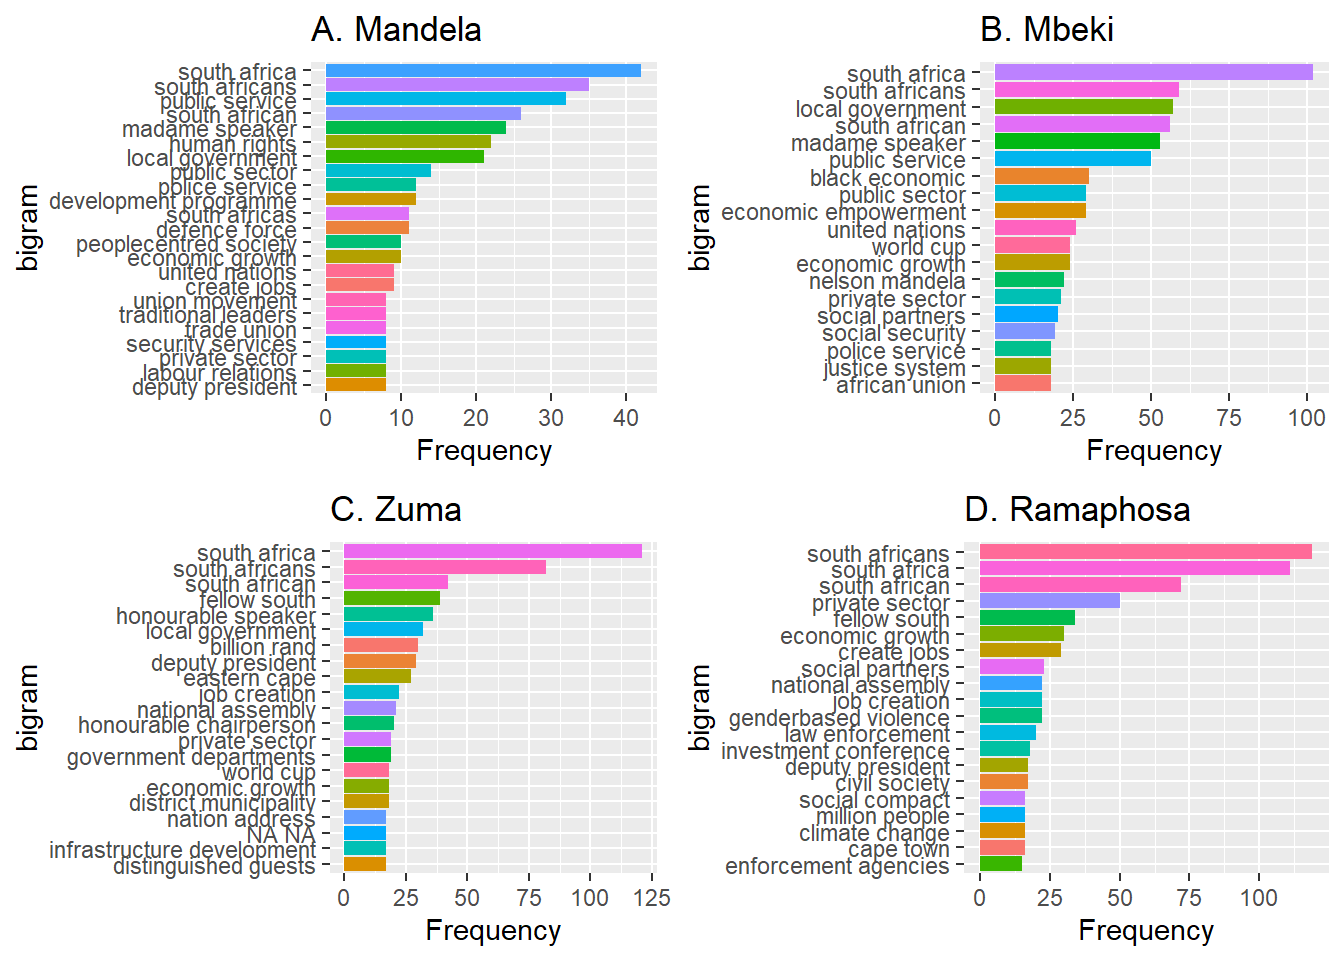 A. Mandela
bigram
south africa
south africans
public service
south african
madame speaker
human rights
local government
public sector
police service
development programme
south africas
defence force
peoplecentred society
economic growth
united nations
create jobs
union movement
traditional leaders
trade union
security services
private sector
labour relations
deputy president
0 10 20 30 40
Frequency
B. Mbeki
bigram
south africa
south africans
local government
south african
madame speaker
public service
black economic
public sector
economic empowerment
united nations
world cup
economic growth
nelson mandela
private sector
social partners
social security
police service
justice system
african union
0 25 50 75 100
Frequency
C. Zuma
bigram
south africa
south africans
south african
fellow south
honourable speaker
local government
billion rand
deputy president
eastern cape
job creation
national assembly
honourable chairperson
private sector
government departments
world cup
economic growth
district municipality
nation address
NA NA
infrastructure development
distinguished guests
0 25 50 75 100 125
Frequency
D. Ramaphosa
bigram
south africans
south africa
south african
private sector
fellow south
economic growth
create jobs
social partners
national assembly
job creation
genderbased violence
law enforcement
investment conference
deputy president
civil society
social compact
million people
climate change
cape town
enforcement agencies
0 25 50 75 100
Frequency